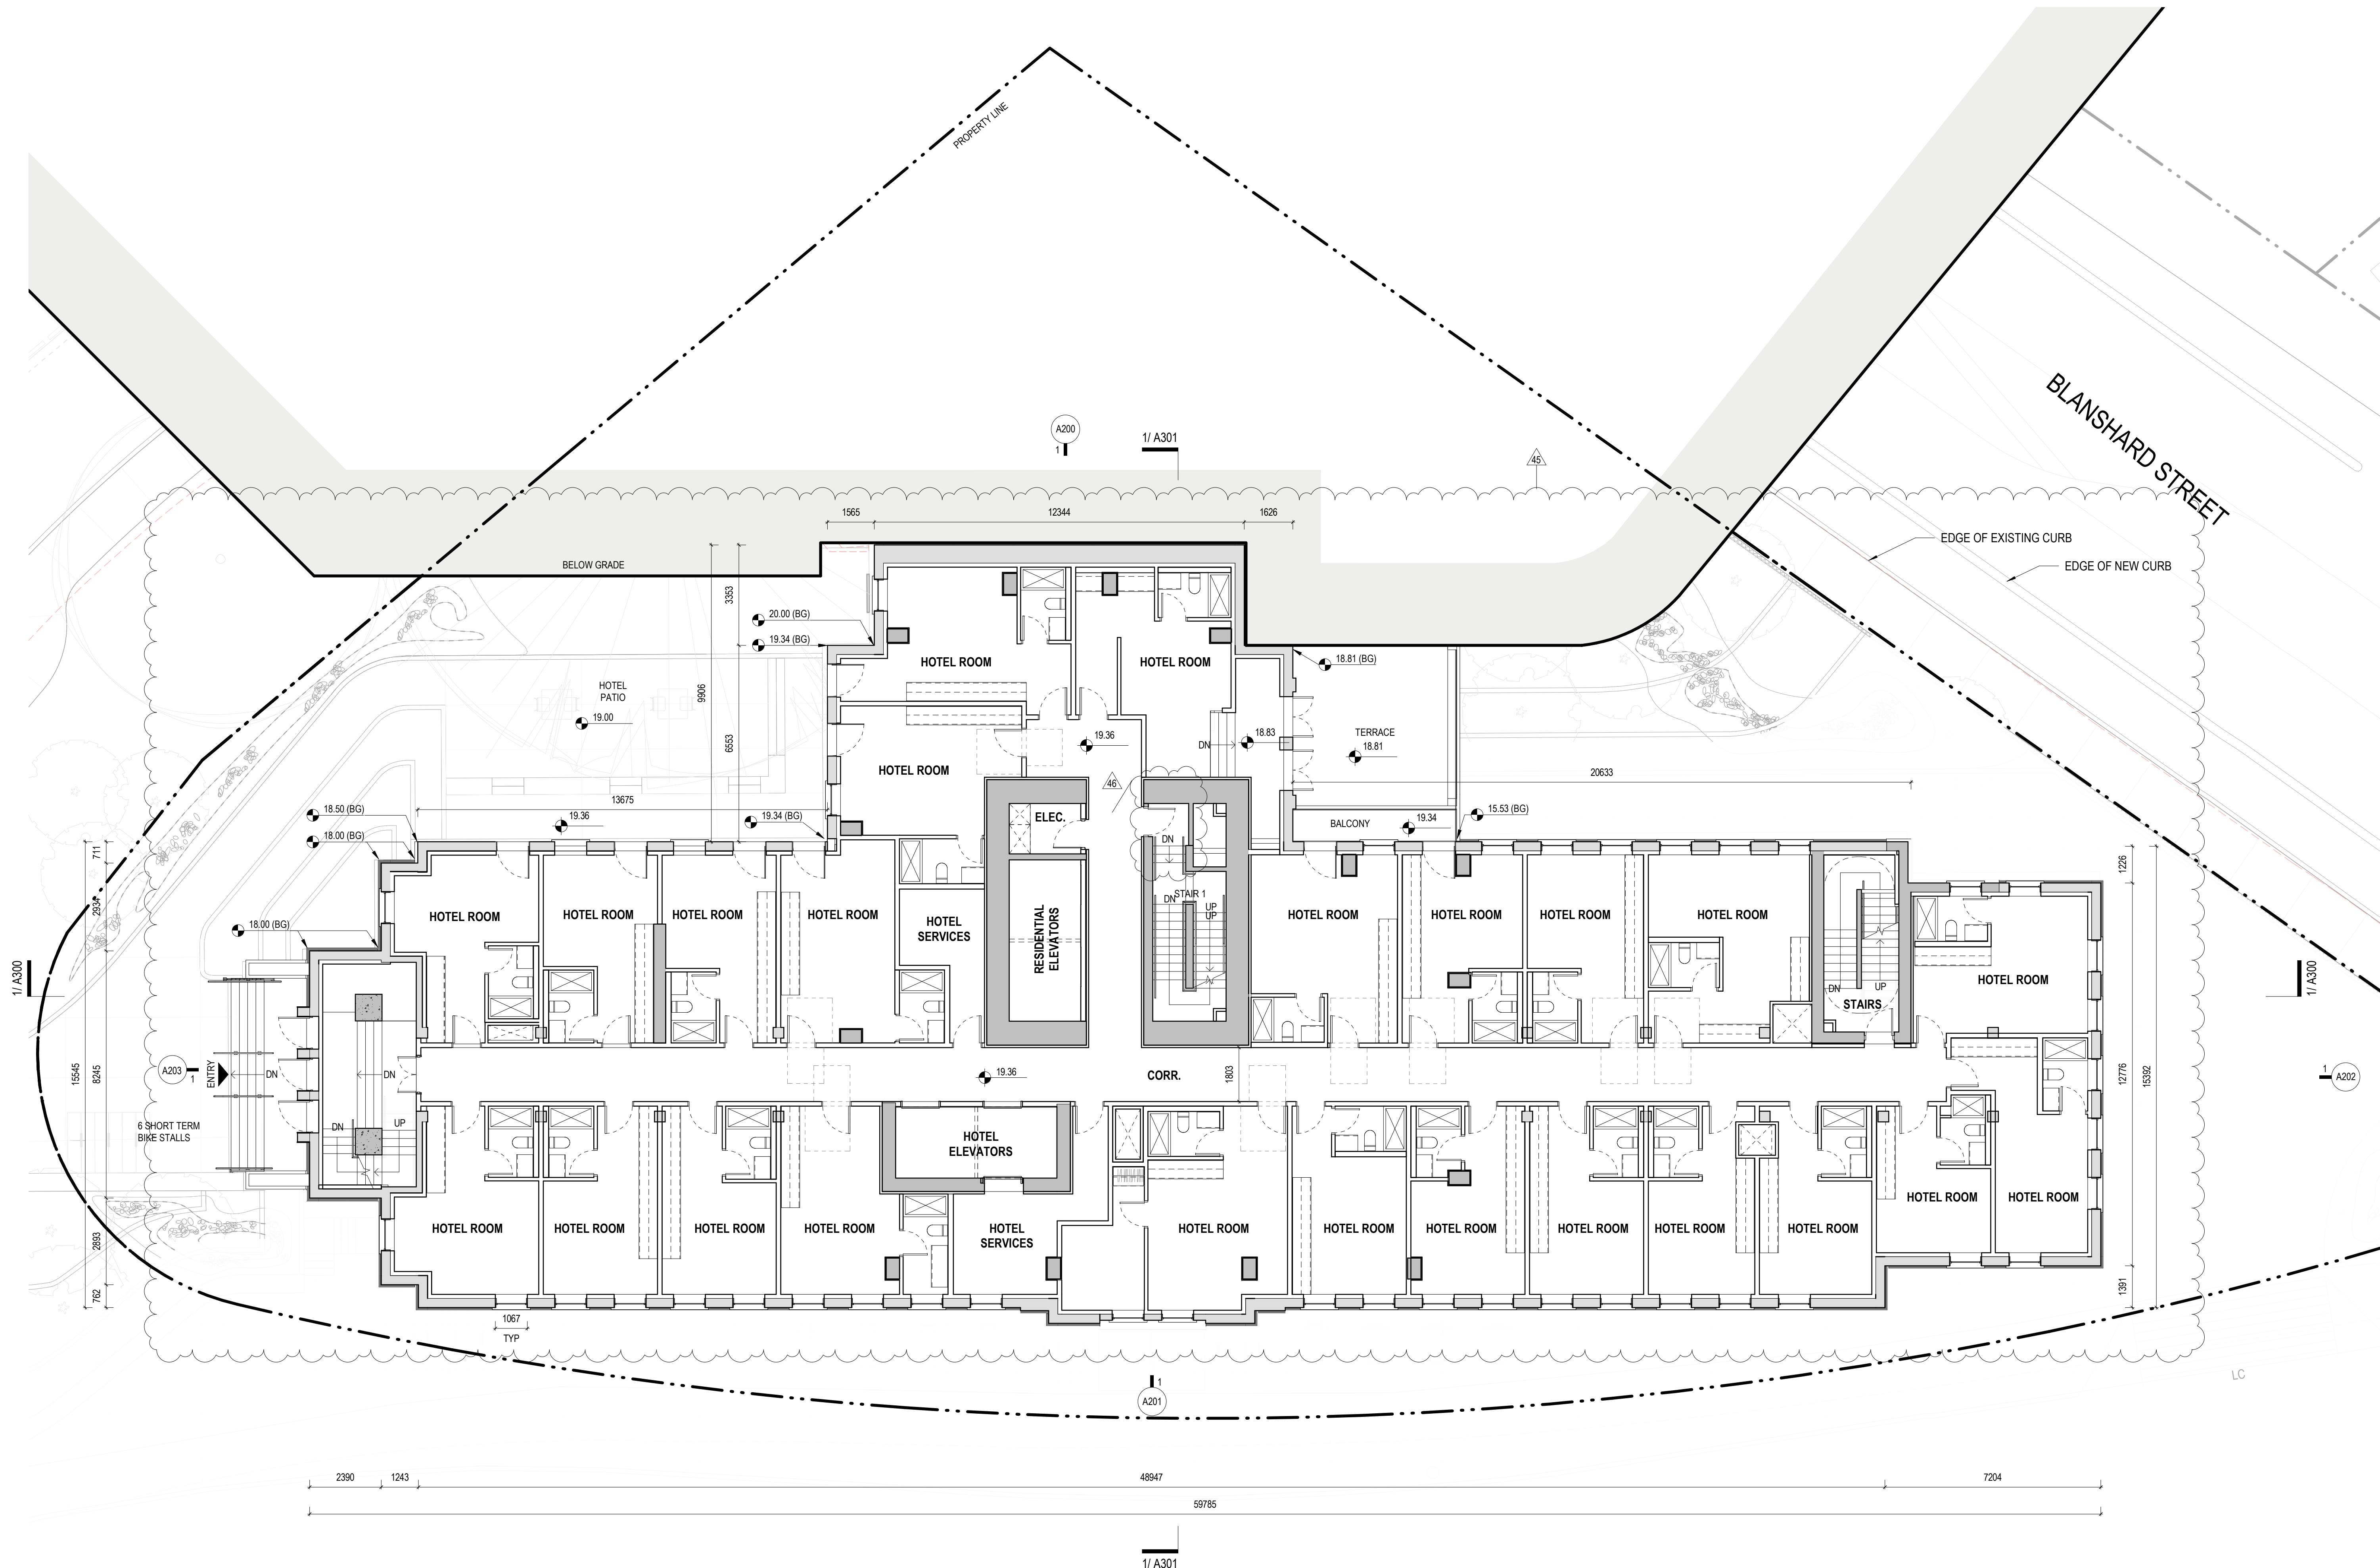 PROPERTY LINE
BLANSHARD STREET
A200
1
1/ A301
45
EDGE OF EXISTING CURB
EDGE OF NEW CURB
1565
12344
1626
BELOW GRADE
3353
20.00 (BG)
19.34 (BG)
9906
6553
HOTEL
PATIO
19.00
HOTEL ROOM
HOTEL ROOM
18.81 (BG)
19.36
DN
18.83
TERRACE
18.81
HOTEL ROOM
46
20633
13675
18.50 (BG)
18.00 (BG)
19.36
19.34 (BG)
ELEC.
BALCONY
19.34
15.53 (BG)
DN
711
2934
18.00 (BG)
HOTEL ROOM
HOTEL ROOM
HOTEL ROOM
HOTEL ROOM
HOTEL
SERVICES
RESIDENTIAL
ELEVATORS
STAIR 1
DN
UP
UP
HOTEL ROOM
HOTEL ROOM
HOTEL ROOM
HOTEL ROOM
1226
1/ A300
HOTEL ROOM
DN
UP
STAIRS
1/ A300
A203
1
ENTRY
DN
DN
15545
8245
19.36
CORR.
1803
12776
15392
1
A202
6 SHORT TERM
BIKE STALLS
DN
UP
HOTEL
ELEVATORS
HOTEL ROOM
HOTEL ROOM
HOTEL ROOM
HOTEL ROOM
HOTEL
SERVICES
HOTEL ROOM
HOTEL ROOM
HOTEL ROOM
HOTEL ROOM
HOTEL ROOM
HOTEL ROOM
HOTEL ROOM
HOTEL ROOM
2893
762
1391
1067
TYP
1
A201
LC
2390
1243
48947
7204
59785
1/ A301